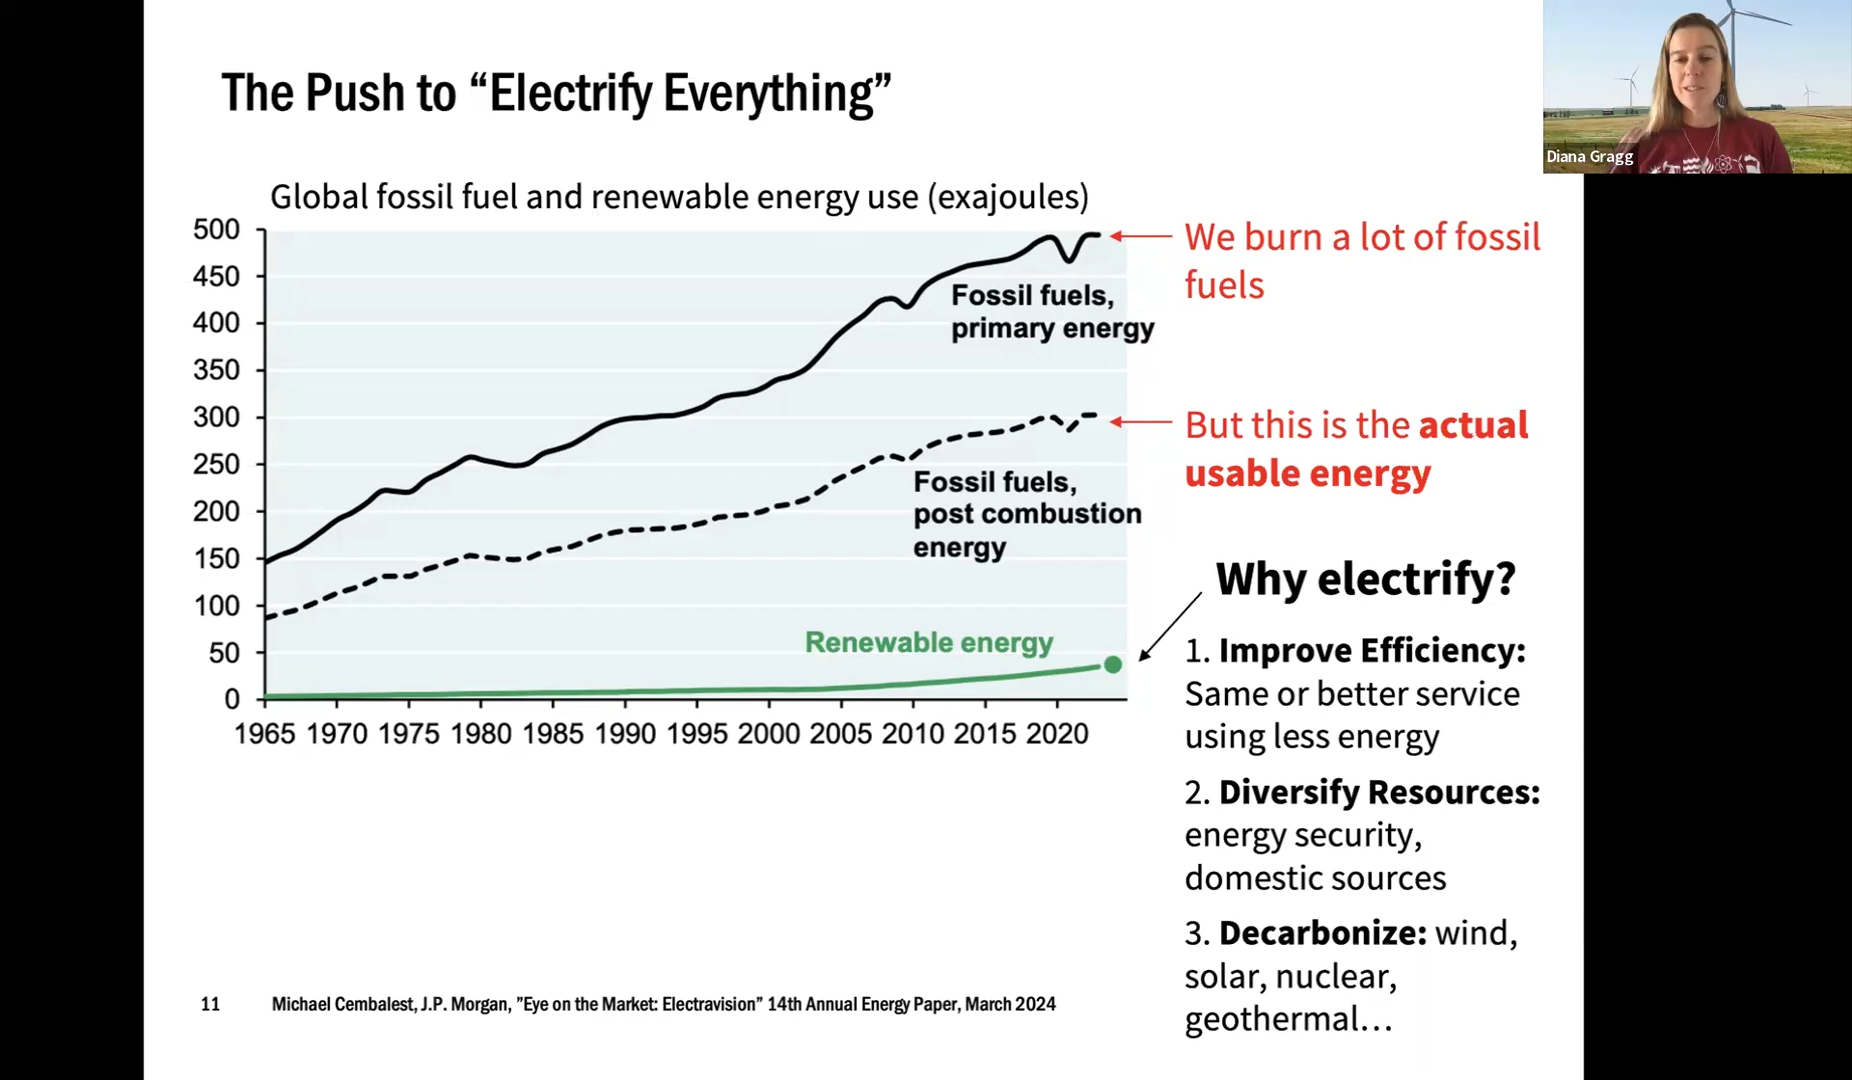 The Push to “Electrify Everything”
Diana Gragg
Global fossil fuel and renewable energy use (exajoules)
500
450
400
350
300
250
200
150
100
50
0
1965 1970 1975 1980 1985 1990 1995 2000 2005 2010 2015 2020
Fossil fuels,
primary energy
Fossil fuels,
post combustion
energy
Renewable energy
We burn a lot of fossil
fuels
But this is the actual
usable energy
Why electrify?
1. Improve Efficiency:
Same or better service
using less energy
2. Diversify Resources:
energy security,
domestic sources
3. Decarbonize: wind,
solar, nuclear,
geothermal…
11
Michael Cembalest, J.P. Morgan, ”Eye on the Market: Electravision” 14th Annual Energy Paper, March 2024